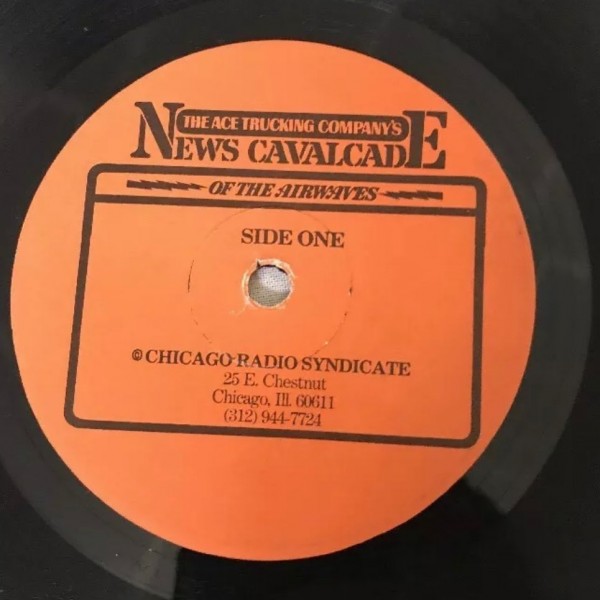 THE ACE TRUCKING COMPANY'S
NEWS CAVALCADE
OF THE AIRWAVES
SIDE ONE
© CHICAGO RADIO SYNDICATE
25 E. Chestnut
Chicago, Ill. 60611
(312) 944-7724